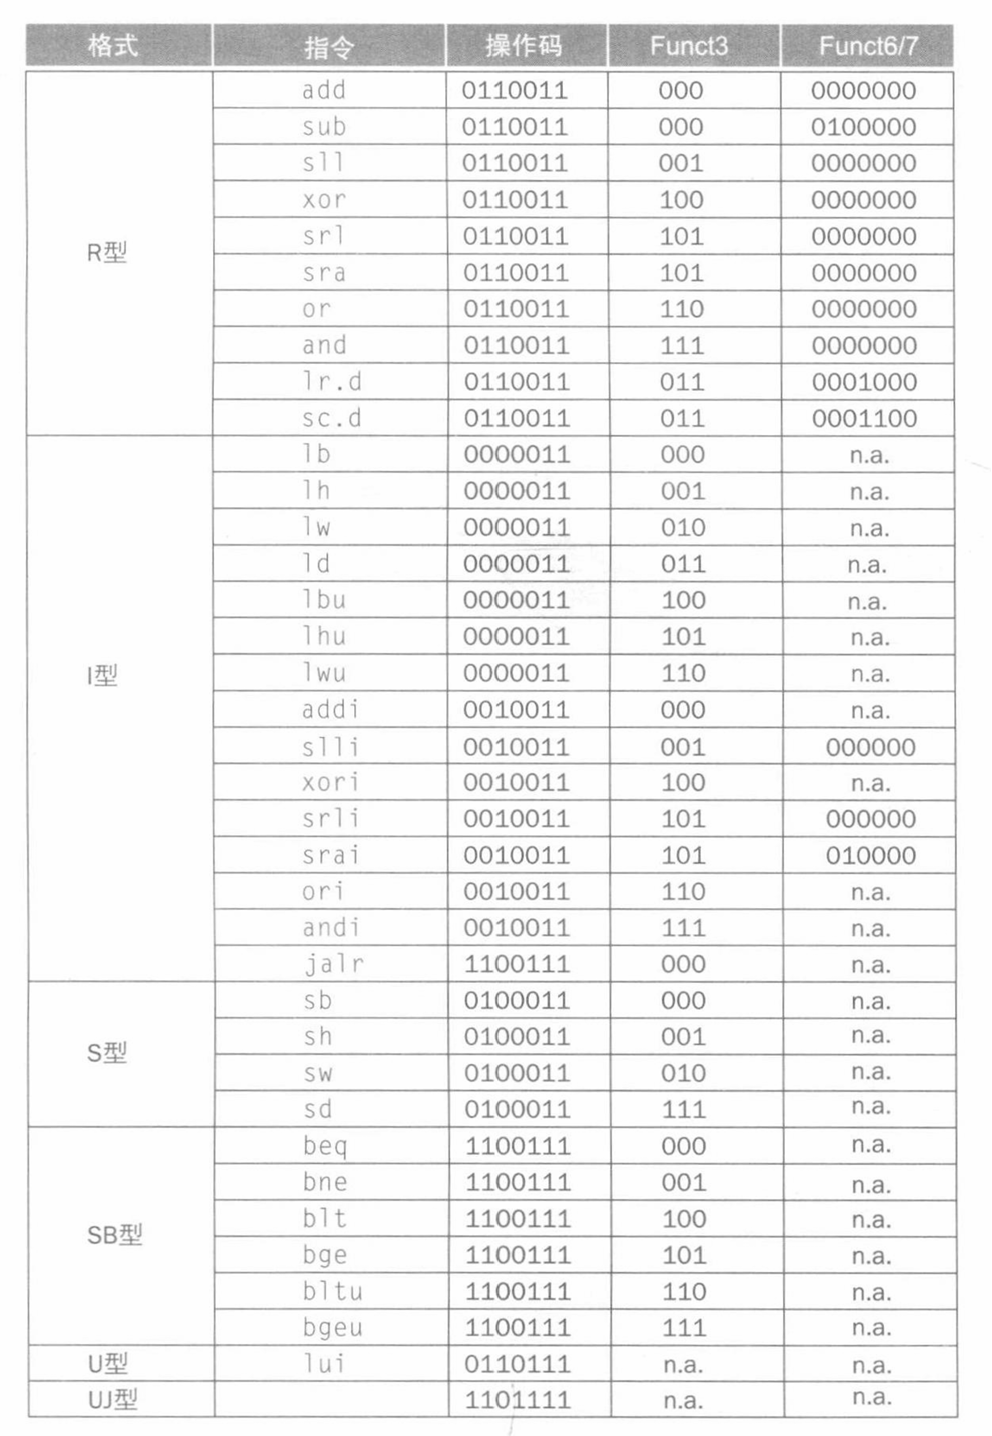 格式 指令 操作码 Funct3 Funct6/7
R型 add 0110011 000 0000000
sub 0110011 000 0100000
sll 0110011 001 0000000
xor 0110011 100 0000000
srl 0110011 101 0000000
sra 0110011 101 0000000
or 0110011 110 0000000
and 0110011 111 0000000
lr.d 0110011 011 0001000
sc.d 0110011 011 0001100
I型 lb 0000011 000 n.a.
lh 0000011 001 n.a.
lw 0000011 010 n.a.
ld 0000011 011 n.a.
lbu 0000011 100 n.a.
lhu 0000011 101 n.a.
lwu 0000011 110 n.a.
addi 0010011 000 n.a.
slli 0010011 001 000000
xori 0010011 100 n.a.
srli 0010011 101 000000
srai 0010011 101 010000
ori 0010011 110 n.a.
andi 0010011 111 n.a.
jalr 1100111 000 n.a.
S型 sb 0100011 000 n.a.
sh 0100011 001 n.a.
sw 0100011 010 n.a.
sd 0100011 111 n.a.
SB型 beq 1100111 000 n.a.
bne 1100111 001 n.a.
blt 1100111 100 n.a.
bge 1100111 101 n.a.
bltu 1100111 110 n.a.
bgeu 1100111 111 n.a.
U型 lui 0110111 n.a. n.a.
UJ型 1101111 n.a. n.a.